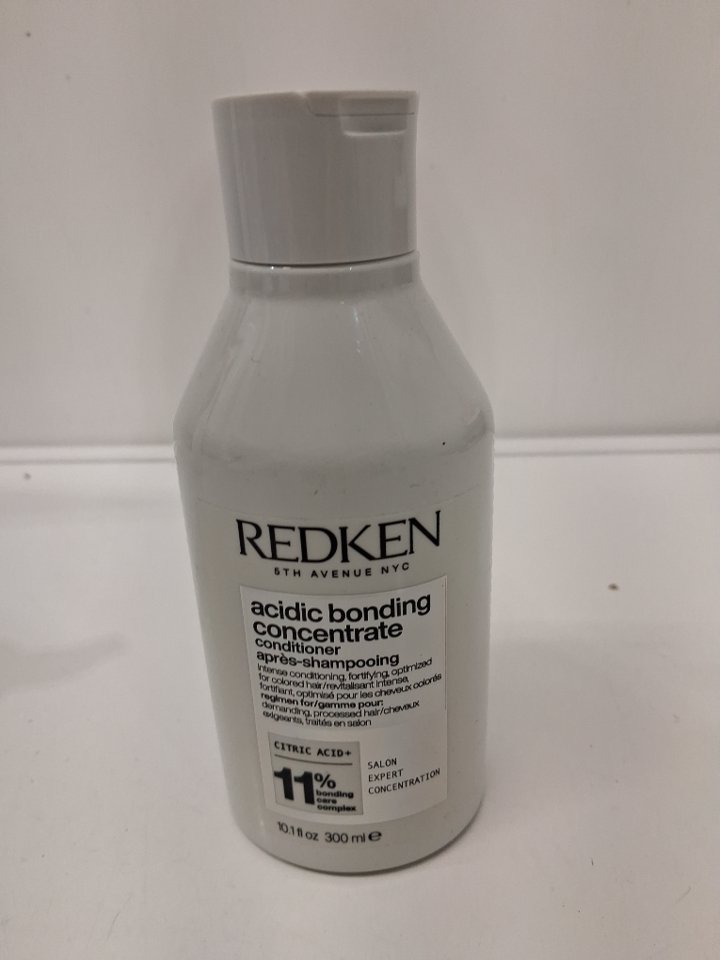 REDKEN
5TH AVENUE NYC
acidic bonding
concentrate
conditioner
après-shampooing
intense conditioning, fortifying, optimized
for colored hair/revitalisant intense,
fortifiant, optimisé pour les cheveux colorés
regimen for/gamme pour:
demanding, processed hair/cheveux
exigeants, traités en salon
CITRIC ACID+
11%
bonding
care
complex
SALON
EXPERT
CONCENTRATION
10.1 fl oz 300 ml e